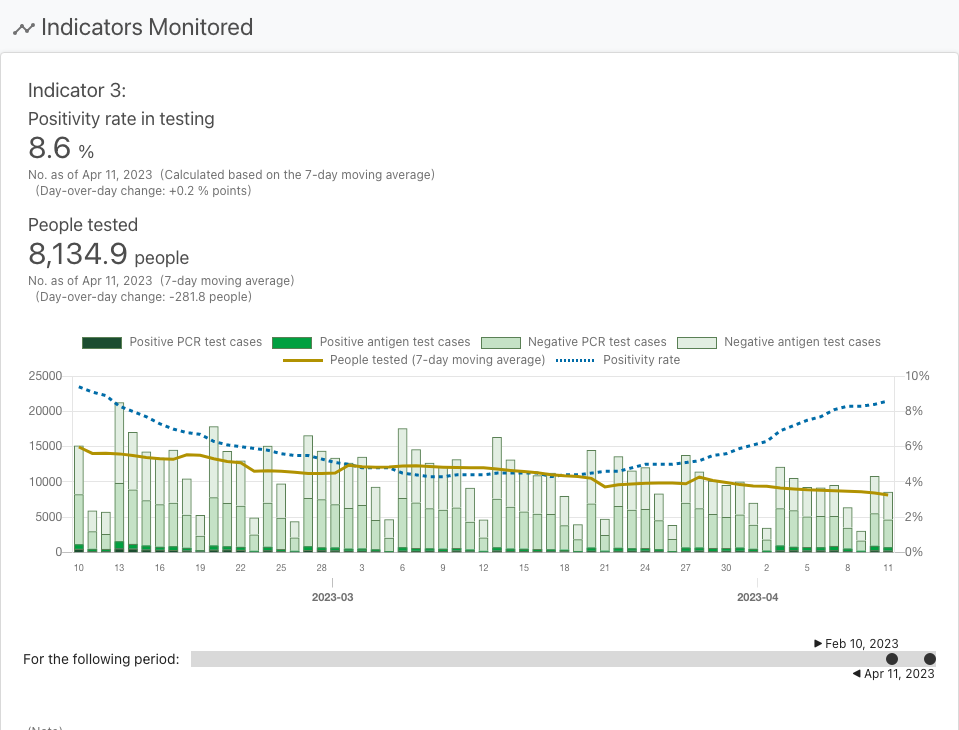 Indicators Monitored
Indicator 3:
Positivity rate in testing
8.6 %
No. as of Apr 11, 2023 (Calculated based on the 7-day moving average)
(Day-over-day change: +0.2 % points)
People tested
8,134.9 people
No. as of Apr 11, 2023 (7-day moving average)
(Day-over-day change: -281.8 people)
Positive PCR test cases Positive antigen test cases Negative PCR test cases Negative antigen test cases
People tested (7-day moving average) Positivity rate
25000 10%
20000 8%
15000 6%
10000 4%
5000 2%
0 0%
10 13 16 19 22 25 28 3 6 9 12 15 18 21 24 27 30 2 5 8 11
2023-03 2023-04
▶ Feb 10, 2023
For the following period:
◀ Apr 11, 2023